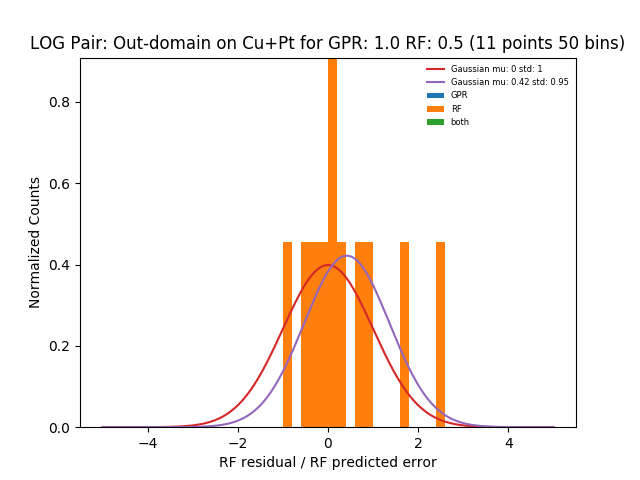 LOG Pair: Out-domain on Cu+Pt for GPR: 1.0 RF: 0.5 (11 points 50 bins)
Gaussian mu: 0 std: 1
Gaussian mu: 0.42 std: 0.95
GPR
RF
both
Normalized Counts
0.8
0.6
0.4
0.2
0.0
−4
−2
0
2
4
RF residual / RF predicted error